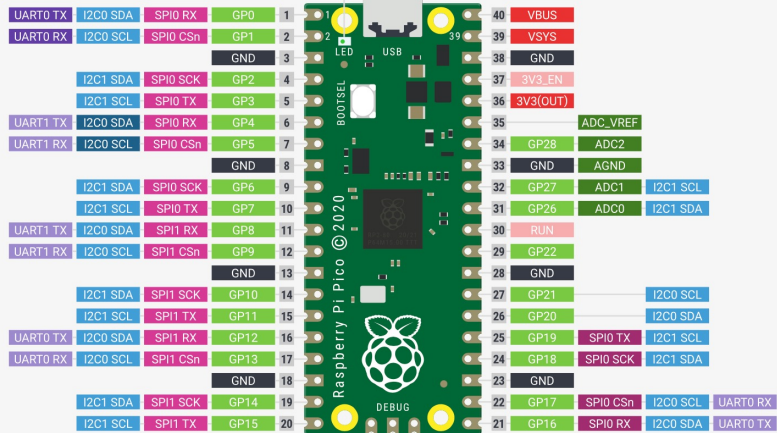 UART0 TX I2C0 SDA SPI0 RX GP0 1 1 40 VBUS
UART0 RX I2C0 SCL SPI0 CSn GP1 2 2 39 39 VSYS
GND 3 LED USB 38 GND
I2C1 SDA SPI0 SCK GP2 4 37 3V3_EN
I2C1 SCL SPI0 TX GP3 5 BOOTSEL 36 3V3(OUT)
UART1 TX I2C0 SDA SPI0 RX GP4 6 35 ADC_VREF
UART1 RX I2C0 SCL SPI0 CSn GP5 7 34 GP28 ADC2
GND 8 33 GND AGND
I2C1 SDA SPI0 SCK GP6 9 32 GP27 ADC1 I2C1 SCL
I2C1 SCL SPI0 TX GP7 10 31 GP26 ADC0 I2C1 SDA
UART1 TX I2C0 SDA SPI1 RX GP8 11 30 RUN
UART1 RX I2C0 SCL SPI1 CSn GP9 12 29 GP22
GND 13 28 GND
I2C1 SDA SPI1 SCK GP10 14 27 GP21 I2C0 SCL
I2C1 SCL SPI1 TX GP11 15 26 GP20 I2C0 SDA
UART0 TX I2C0 SDA SPI1 RX GP12 16 25 GP19 SPI0 TX I2C1 SCL
UART0 RX I2C0 SCL SPI1 CSn GP13 17 24 GP18 SPI0 SCK I2C1 SDA
GND 18 23 GND
I2C1 SDA SPI1 SCK GP14 19 22 GP17 SPI0 CSn I2C0 SCL UART0 RX
I2C1 SCL SPI1 TX GP15 20 21 GP16 SPI0 RX I2C0 SDA UART0 TX
Raspberry Pi Pico © 2020
DEBUG